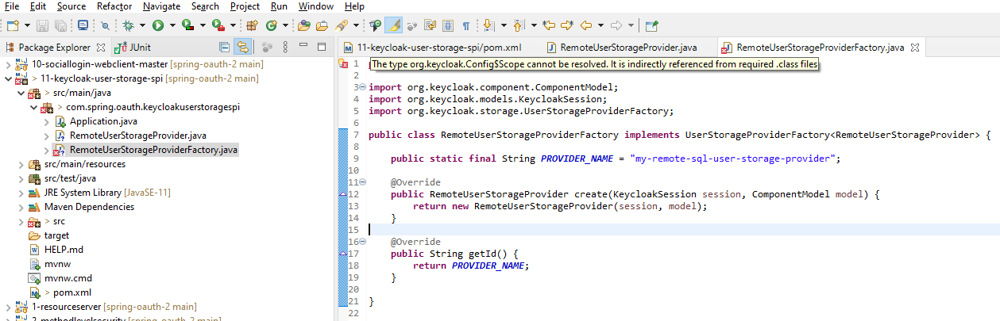 File Edit Source Refactor Navigate Search Project Run Window Help
Package Explorer JUnit
10-sociallogin-webclient-master [spring-oauth-2 main]
> 11-keycloak-user-storage-spi [spring-oauth-2 main]
> src/main/java
> com.spring.oauth.keycloakuserstoragespi
Application.java
RemoteUserStorageProvider.java
RemoteUserStorageProviderFactory.java
src/main/resources
src/test/java
JRE System Library [JavaSE-11]
Maven Dependencies
> src
target
HELP.md
mvnw
mvnw.cmd
> pom.xml
1-resourceserver [spring-oauth-2 main]
2-methodlevelsecurity [spring-oauth-2 main]
11-keycloak-user-storage-spi/pom.xml RemoteUserStorageProvider.java RemoteUserStorageProviderFactory.java
1 The type org.keycloak.Config$Scope cannot be resolved. It is indirectly referenced from required .class files
2
3 import org.keycloak.component.ComponentModel;
4 import org.keycloak.models.KeycloakSession;
5 import org.keycloak.storage.UserStorageProviderFactory;
6
7 public class RemoteUserStorageProviderFactory implements UserStorageProviderFactory<RemoteUserStorageProvider> {
8
9 public static final String PROVIDER_NAME = "my-remote-sql-user-storage-provider";
10
11 @Override
12 public RemoteUserStorageProvider create(KeycloakSession session, ComponentModel model) {
13 return new RemoteUserStorageProvider(session, model);
14 }
15
16 @Override
17 public String getId() {
18 return PROVIDER_NAME;
19 }
20
21 }
22